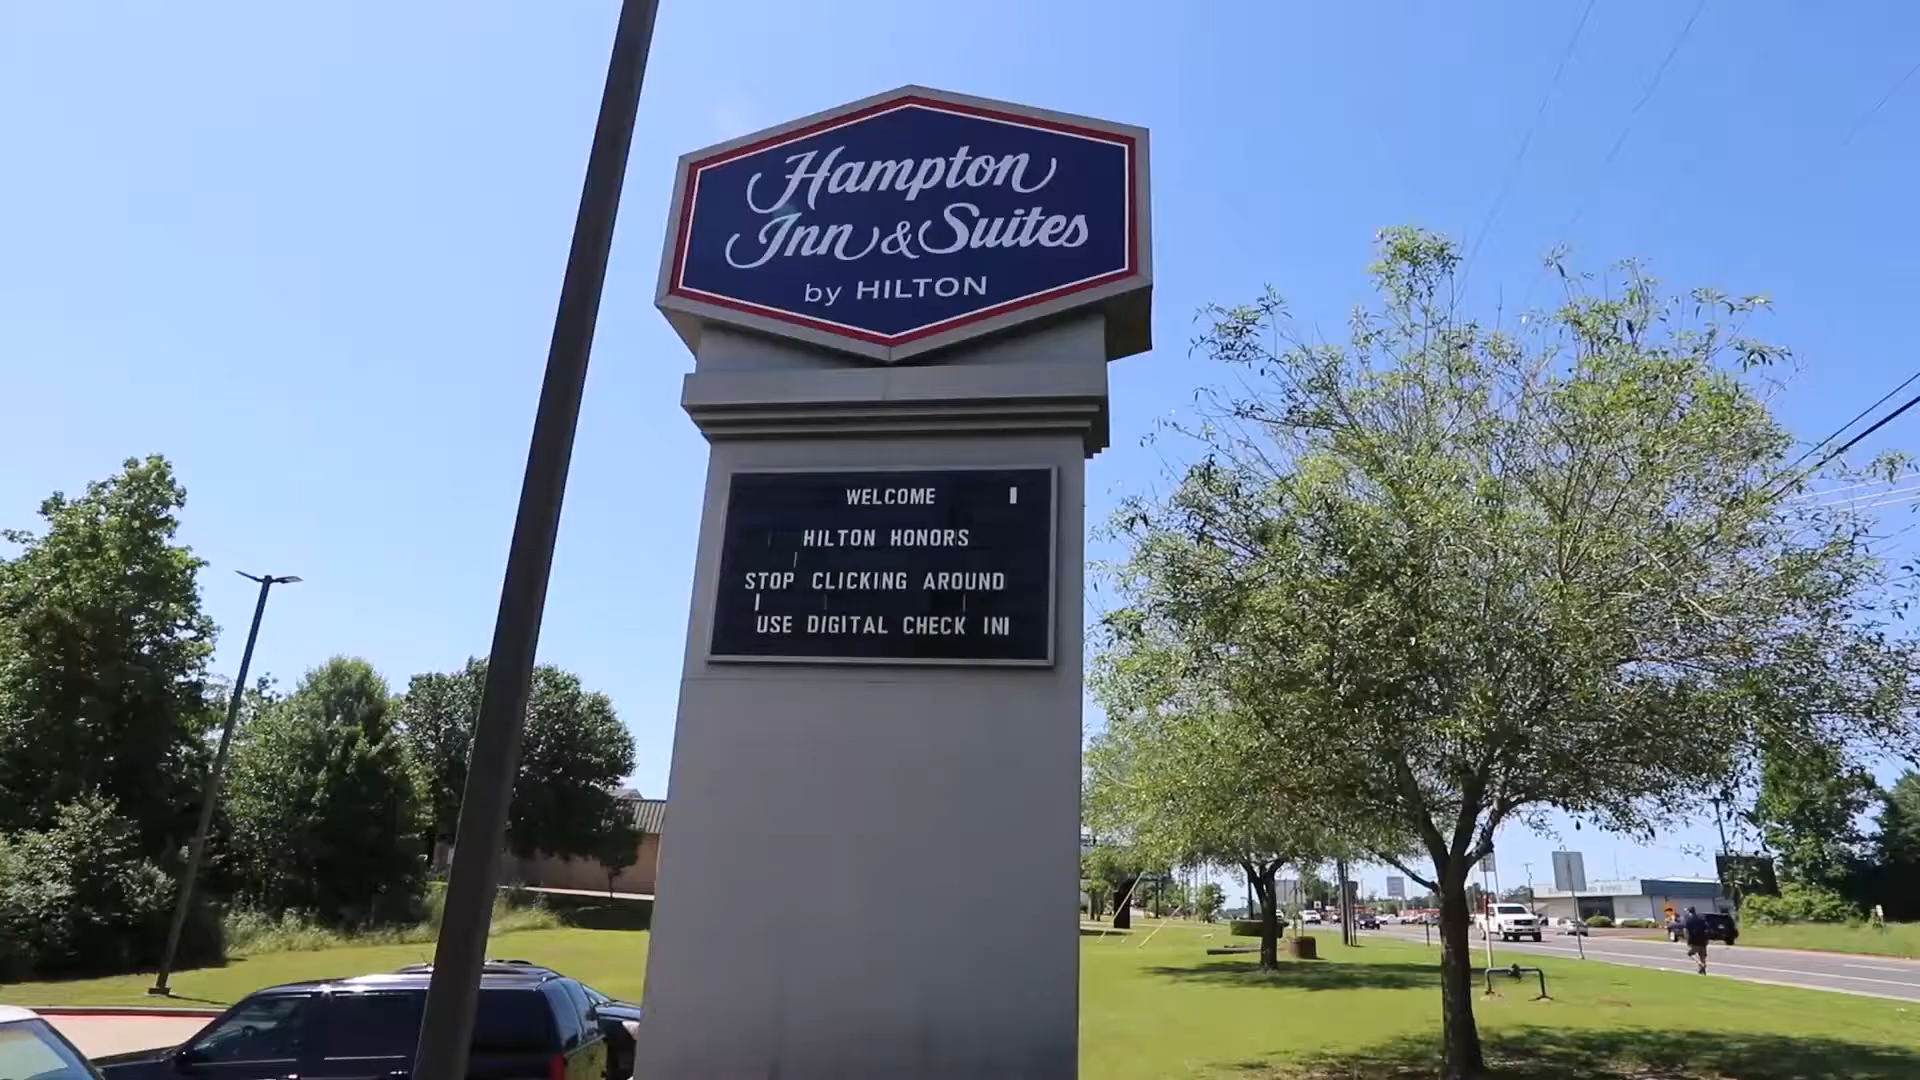 Hampton
Inn & Suites
by HILTON
WELCOME
HILTON HONORS
STOP CLICKING AROUND
USE DIGITAL CHECK IN